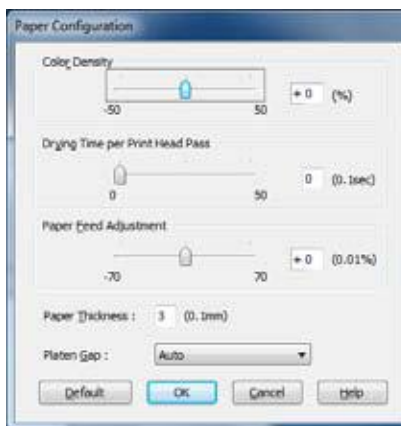 Paper Configuration
Color Density
+0 (%)
-50 50
Drying Time per Print Head Pass
0 (0.1sec)
0 50
Paper Feed Adjustment
+0 (0.01%)
-70 70
Paper Thickness : 3 (0.1mm)
Platen Gap : Auto
Default OK Cancel Help